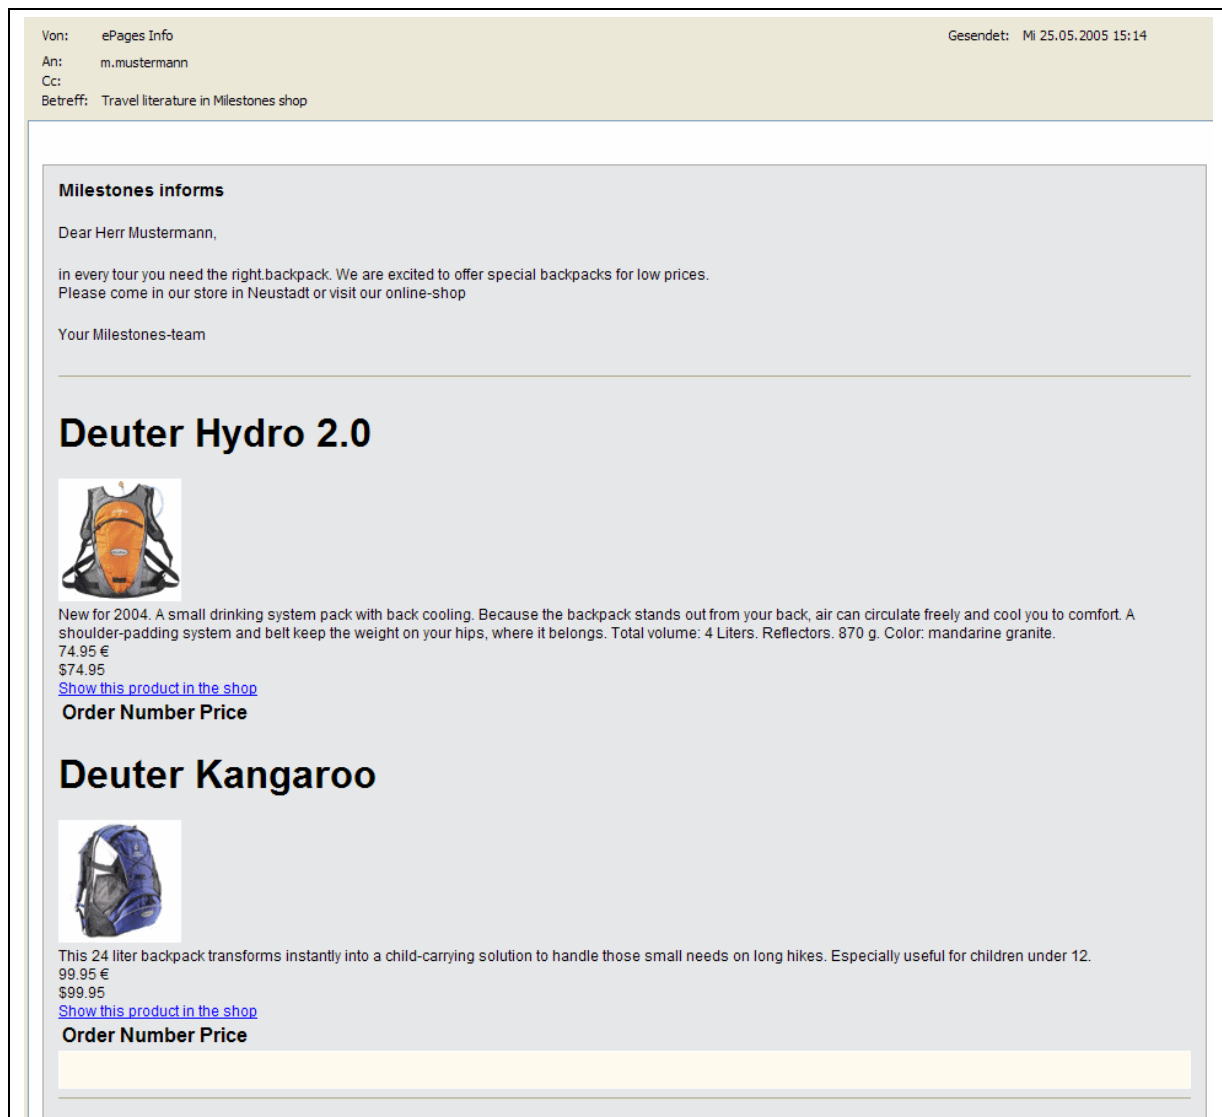 Von: ePages Info Gesendet: Mi 25.05.2005 15:14
An: m.mustermann
Cc:
Betreff: Travel literature in Milestones shop
Milestones informs
Dear Herr Mustermann,
in every tour you need the right.backpack. We are excited to offer special backpacks for low prices.
Please come in our store in Neustadt or visit our online-shop
Your Milestones-team
Deuter Hydro 2.0
New for 2004. A small drinking system pack with back cooling. Because the backpack stands out from your back, air can circulate freely and cool you to comfort. A
shoulder-padding system and belt keep the weight on your hips, where it belongs. Total volume: 4 Liters. Reflectors. 870 g. Color: mandarine granite.
74.95 €
$74.95
Show this product in the shop
Order Number Price
Deuter Kangaroo
This 24 liter backpack transforms instantly into a child-carrying solution to handle those small needs on long hikes. Especially useful for children under 12.
99.95 €
$99.95
Show this product in the shop
Order Number Price